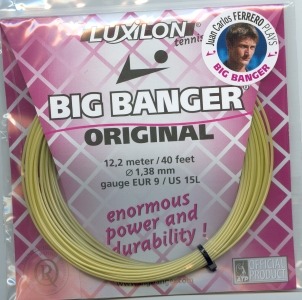 LUXILON
tennis
Juan Carlos FERRERO PLAYS
BIG BANGER
BIG BANGER
ORIGINAL
12,2 meter / 40 feet
Ø 1,38 mm
gauge EUR 9 / US 15L
enormous
power and
durability !
®
ATP
OFFICIAL
PRODUCT